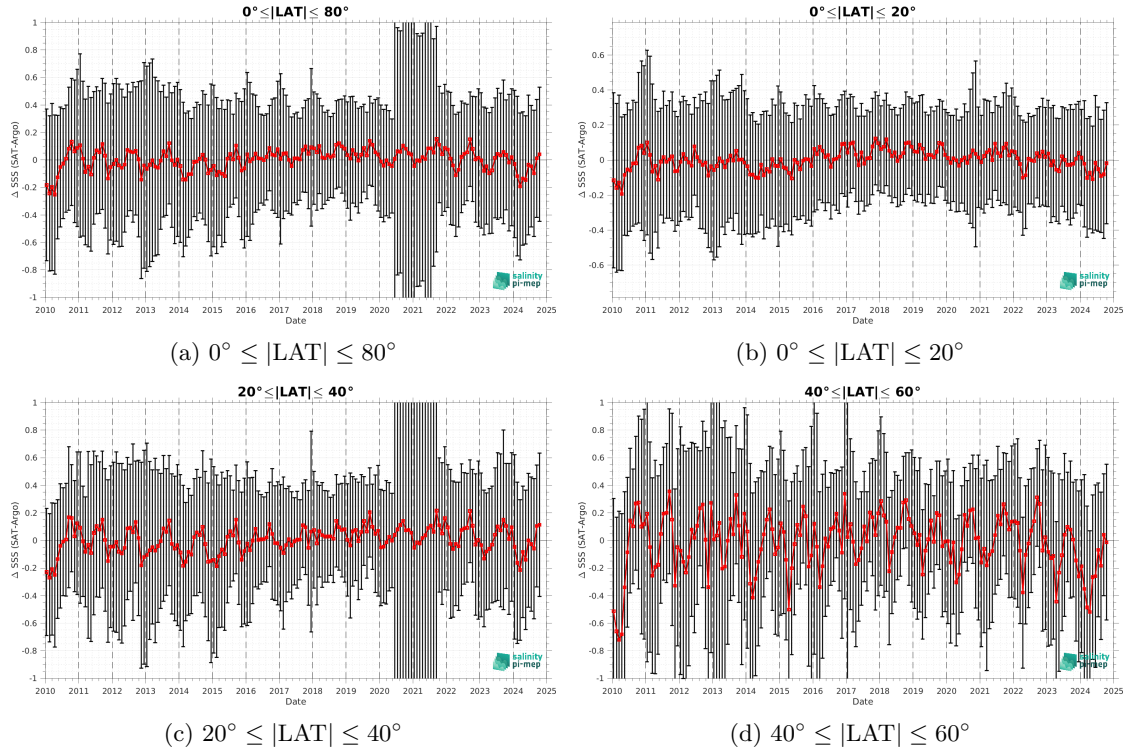 0°≤|LAT|≤ 80°
Δ SSS (SAT-Argo)
1
0.8
0.6
0.4
0.2
0
-0.2
-0.4
-0.6
-0.8
-1
2010 2011 2012 2013 2014 2015 2016 2017 2018 2019 2020 2021 2022 2023 2024 2025
Date
salinity
pi-mep
(a) 0° ≤ |LAT| ≤ 80°
0°≤|LAT|≤ 20°
Δ SSS (SAT-Argo)
0.6
0.4
0.2
0
-0.2
-0.4
-0.6
2010 2011 2012 2013 2014 2015 2016 2017 2018 2019 2020 2021 2022 2023 2024 2025
Date
salinity
pi-mep
(b) 0° ≤ |LAT| ≤ 20°
20°≤|LAT|≤ 40°
Δ SSS (SAT-Argo)
1
0.8
0.6
0.4
0.2
0
-0.2
-0.4
-0.6
-0.8
-1
2010 2011 2012 2013 2014 2015 2016 2017 2018 2019 2020 2021 2022 2023 2024 2025
Date
salinity
pi-mep
(c) 20° ≤ |LAT| ≤ 40°
40°≤|LAT|≤ 60°
Δ SSS (SAT-Argo)
1
0.8
0.6
0.4
0.2
0
-0.2
-0.4
-0.6
-0.8
-1
2010 2011 2012 2013 2014 2015 2016 2017 2018 2019 2020 2021 2022 2023 2024 2025
Date
salinity
pi-mep
(d) 40° ≤ |LAT| ≤ 60°